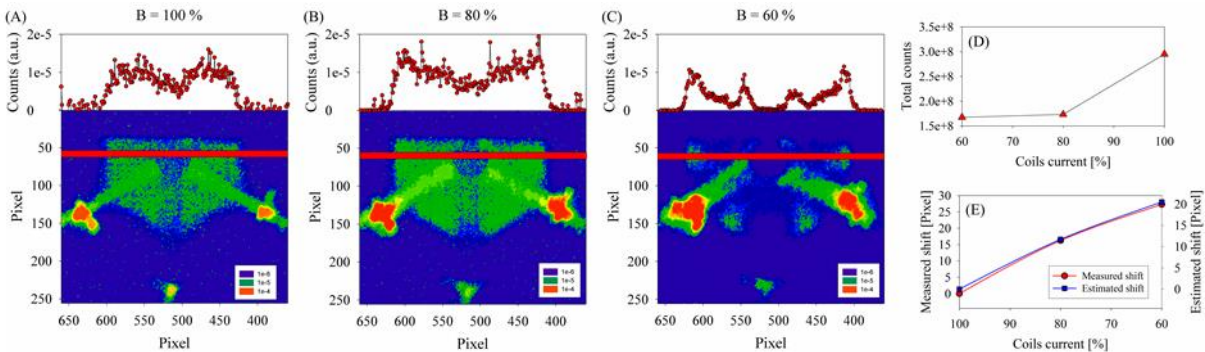 (A)
B = 100 %
2e-5
1e-5
0
Counts (a.u.)
50
100
150
200
250
Pixel
1e-6
1e-5
1e-4
650
600
550
500
450
400
Pixel
(B)
B = 80 %
2e-5
1e-5
0
Counts (a.u.)
50
100
150
200
250
Pixel
1e-6
1e-5
1e-4
650
600
550
500
450
400
Pixel
(C)
B = 60 %
2e-5
1e-5
0
Counts (a.u.)
50
100
150
200
250
Pixel
1e-6
1e-5
1e-4
650
600
550
500
450
400
Pixel
(D)
3.5e+8
3.0e+8
2.5e+8
2.0e+8
1.5e+8
Total counts
60
70
80
90
100
Coils current [%]
(E)
30
25
20
15
10
5
0
Measured shift [Pixel]
20
15
10
5
0
Estimated shift [Pixel]
Measured shift
Estimated shift
100
90
80
70
60
Coils current [%]